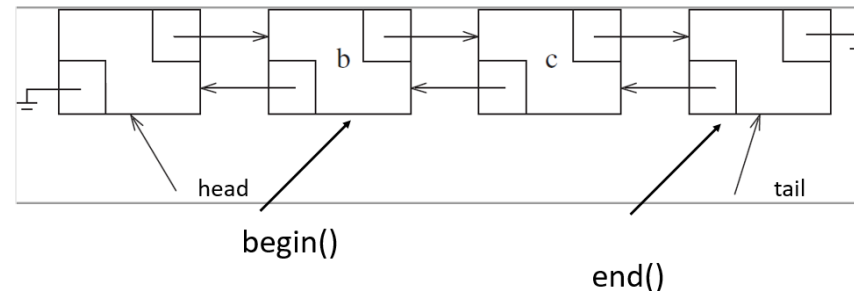 b
c
head
tail
begin()
end()